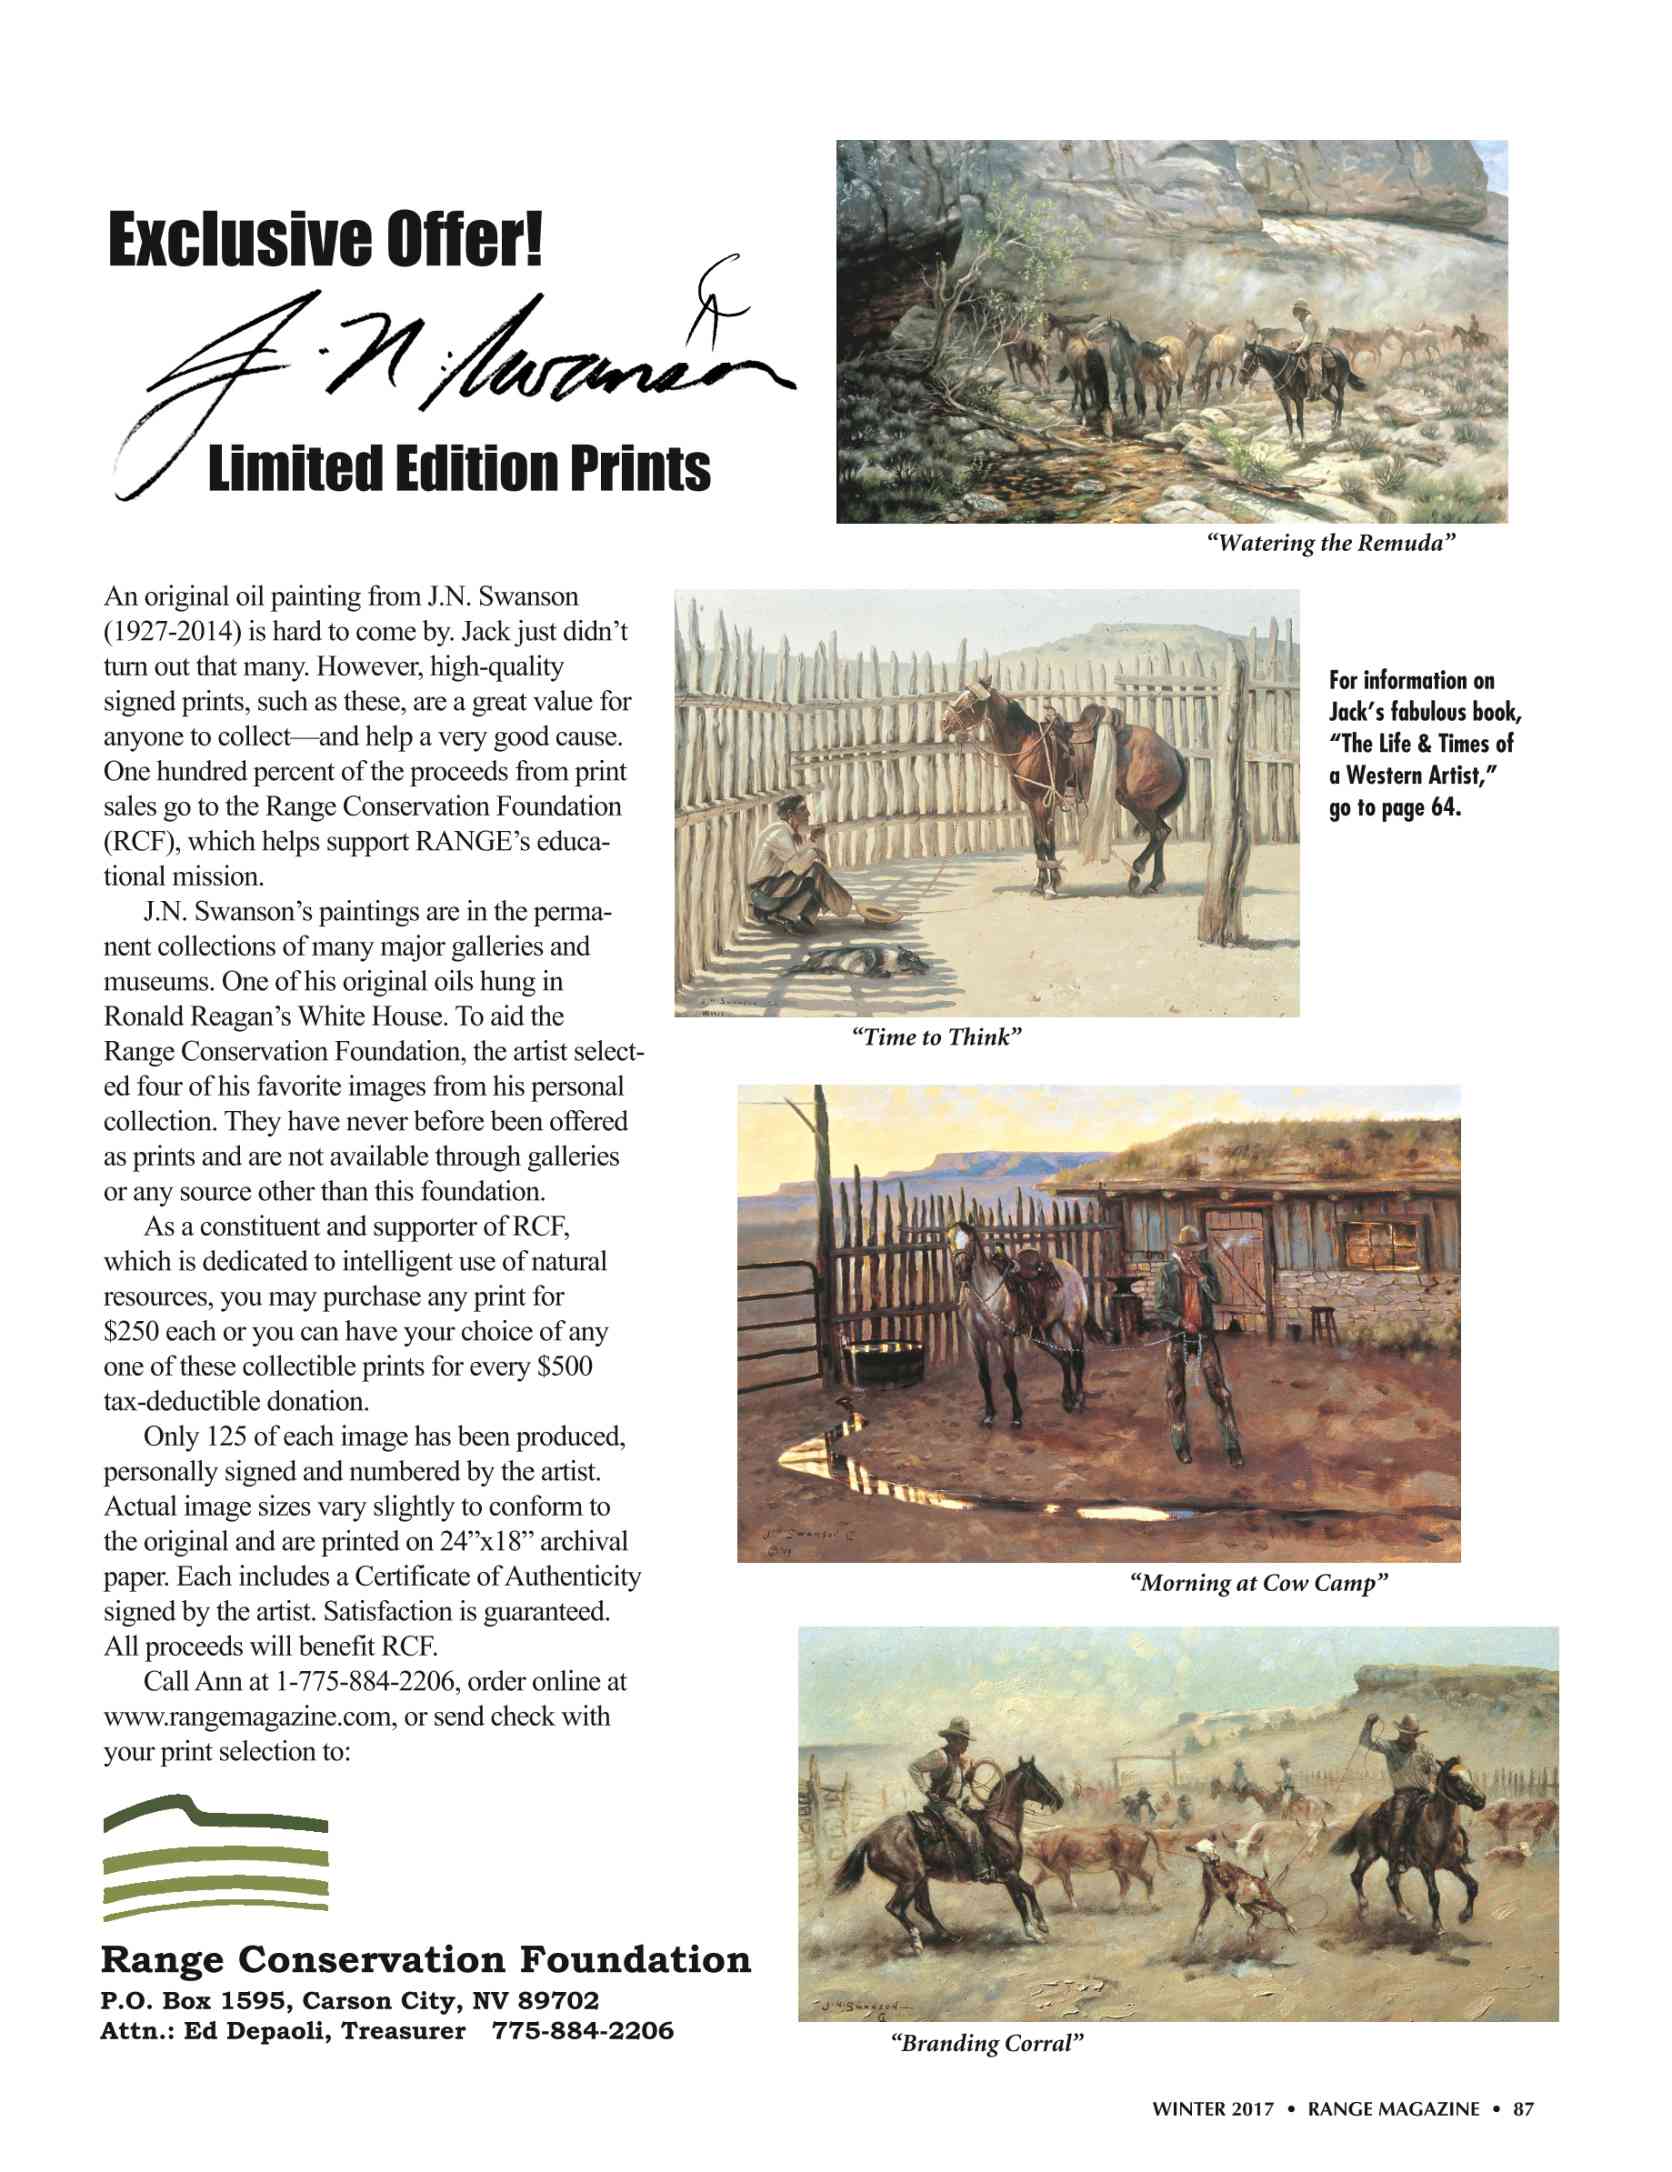 Exclusive Offer!
J. N. Swanson CA
Limited Edition Prints
“Watering the Remuda”
An original oil painting from J.N. Swanson
(1927-2014) is hard to come by. Jack just didn’t
turn out that many. However, high-quality
signed prints, such as these, are a great value for
anyone to collect—and help a very good cause.
One hundred percent of the proceeds from print
sales go to the Range Conservation Foundation
(RCF), which helps support RANGE’s educa-
tional mission.
J.N. Swanson’s paintings are in the perma-
nent collections of many major galleries and
museums. One of his original oils hung in
Ronald Reagan’s White House. To aid the
Range Conservation Foundation, the artist select-
ed four of his favorite images from his personal
collection. They have never before been offered
as prints and are not available through galleries
or any source other than this foundation.
As a constituent and supporter of RCF,
which is dedicated to intelligent use of natural
resources, you may purchase any print for
$250 each or you can have your choice of any
one of these collectible prints for every $500
tax-deductible donation.
Only 125 of each image has been produced,
personally signed and numbered by the artist.
Actual image sizes vary slightly to conform to
the original and are printed on 24”x18” archival
paper. Each includes a Certificate of Authenticity
signed by the artist. Satisfaction is guaranteed.
All proceeds will benefit RCF.
Call Ann at 1-775-884-2206, order online at
www.rangemagazine.com, or send check with
your print selection to:
Range Conservation Foundation
P.O. Box 1595, Carson City, NV 89702
Attn.: Ed Depaoli, Treasurer 775-884-2206
For information on
Jack’s fabulous book,
“The Life & Times of
a Western Artist,”
go to page 64.
J N Swanson
“Time to Think”
J N Swanson
“Morning at Cow Camp”
J.N. Swanson
“Branding Corral”
WINTER 2017 • RANGE MAGAZINE • 87